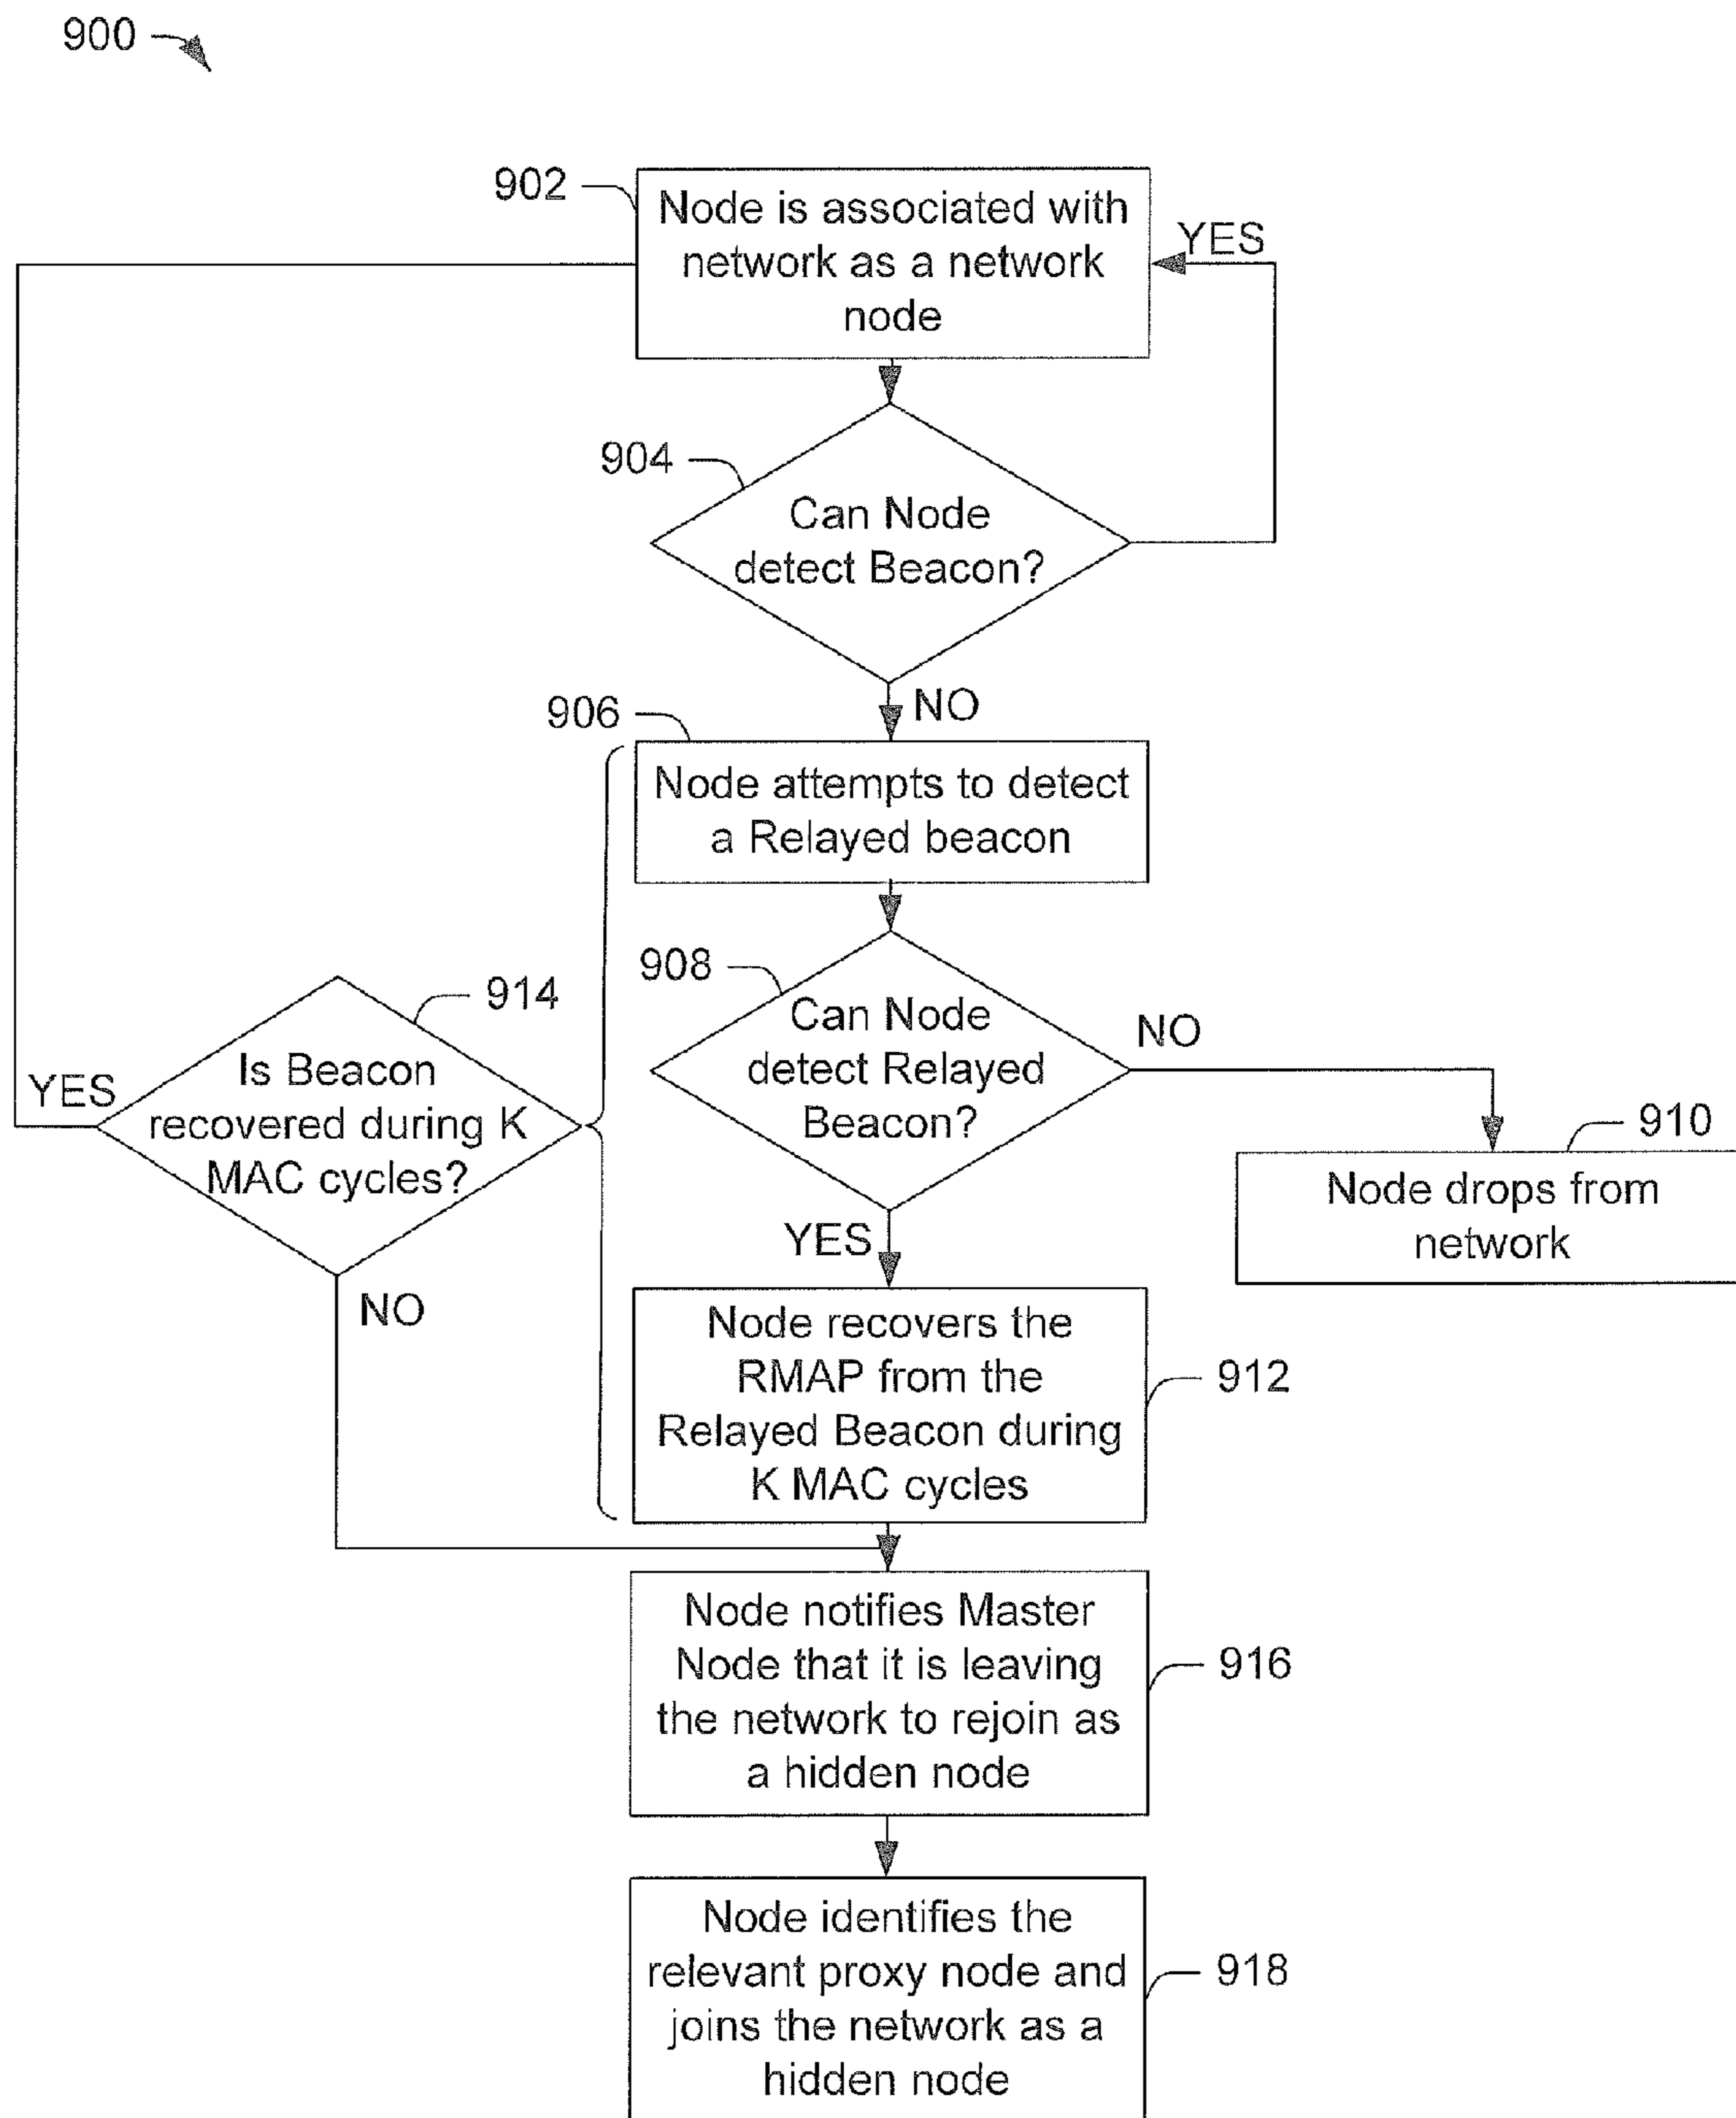 900
902
Node is associated with
network as a network
node
YES
904
Can Node
detect Beacon?
NO
906
Node attempts to detect
a Relayed beacon
908
Can Node
detect Relayed
Beacon?
NO
914
Is Beacon
recovered during K
MAC cycles?
YES
NO
910
Node drops from
network
YES
Node recovers the
RMAP from the
Relayed Beacon during
K MAC cycles
912
Node notifies Master
Node that it is leaving
the network to rejoin as
a hidden node
916
Node identifies the
relevant proxy node and
joins the network as a
hidden node
918